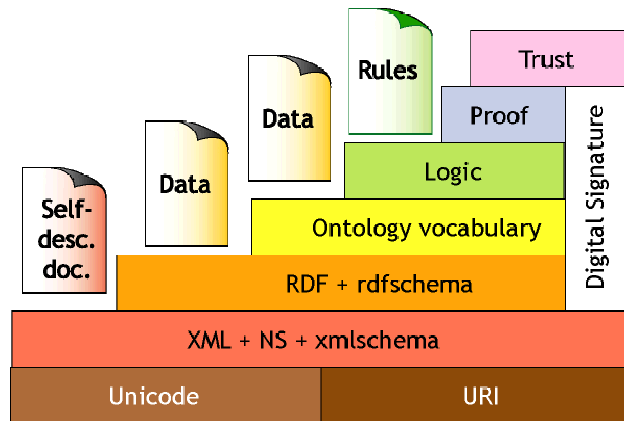 Trust
Rules
Proof
Data
Logic
Data
Digital Signature
Self-
desc.
doc.
Ontology vocabulary
RDF + rdfschema
XML + NS + xmlschema
Unicode
URI